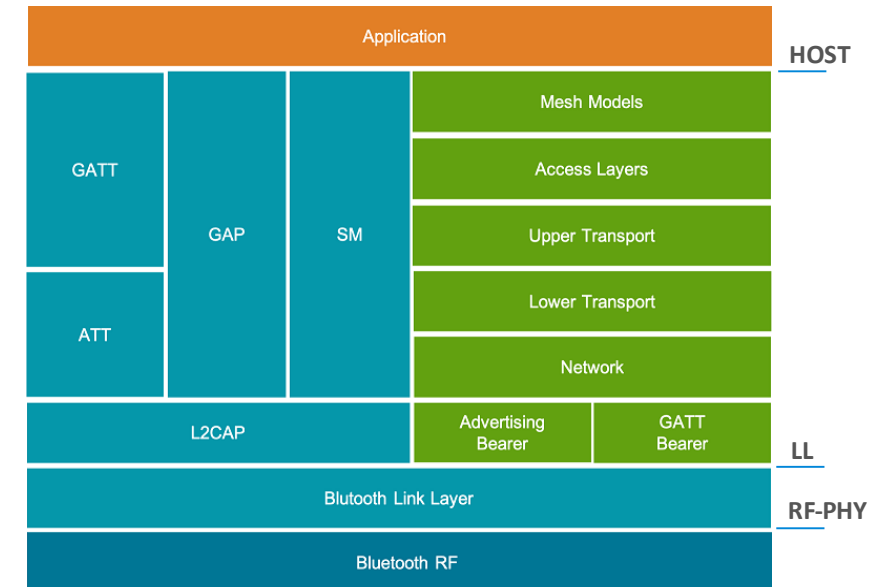 Application
HOST
Mesh Models
Access Layers
GATT
GAP
SM
Upper Transport
Lower Transport
ATT
Network
L2CAP
Advertising
Bearer
GATT
Bearer
LL
Blutooth Link Layer
RF-PHY
Bluetooth RF